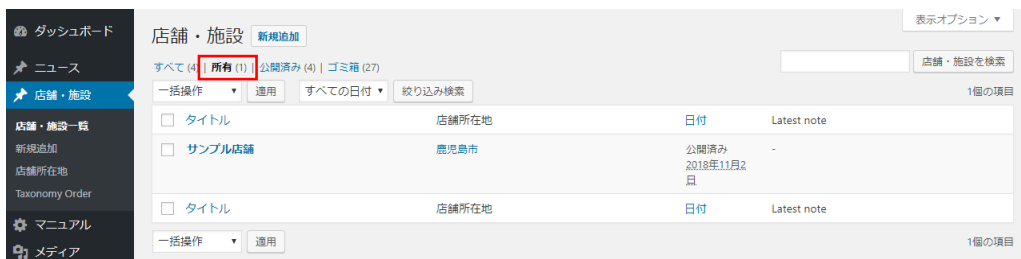 ダッシュボード
ニュース
店舗・施設
店舗・施設一覧
新規追加
店舗所在地
Taxonomy Order
マニュアル
メディア
表示オプション ▼
店舗・施設 新規追加
すべて (4) | 所有 (1) | 公開済み (4) | ゴミ箱 (27)
店舗・施設を検索
一括操作 ▼ 適用 すべての日付 ▼ 絞り込み検索 1個の項目
タイトル 店舗所在地 日付 Latest note
サンプル店舗 鹿児島市 公開済み -
2018年11月2
日
タイトル 店舗所在地 日付 Latest note
一括操作 ▼ 適用 1個の項目